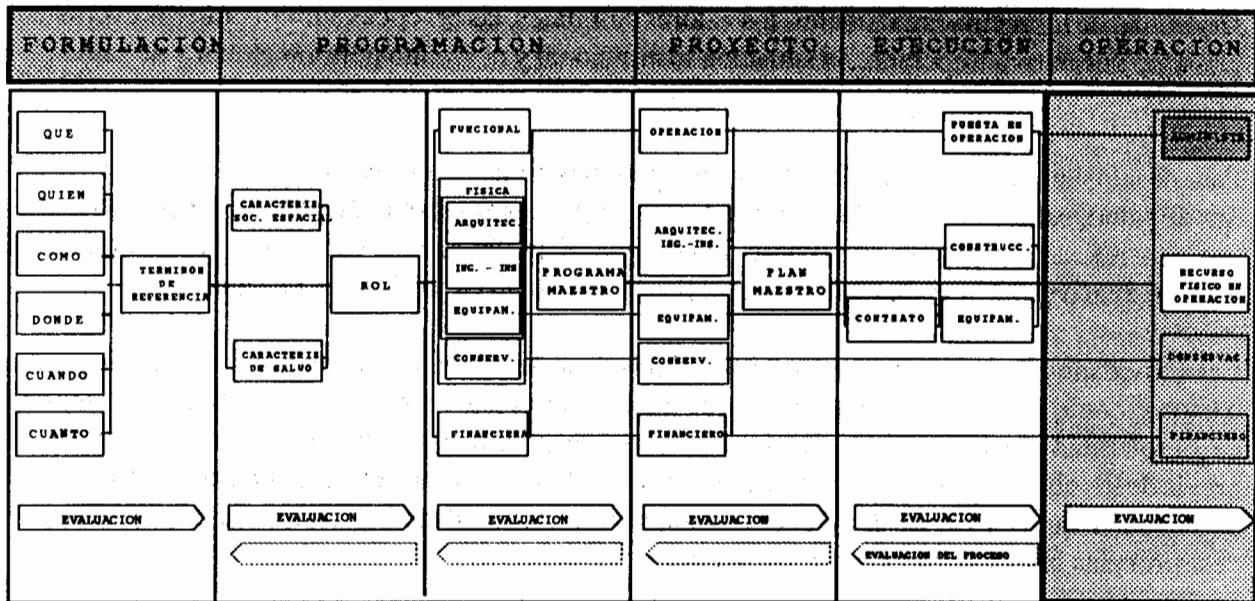 FORMULACION
PROGRAMACION
PROYECTO
EJECUCION
OPERACION
QUE
QUIEN
COMO
DONDE
CUANDO
CUANTO
TERMINOS
DE
REFERENCIA
CARACTERIS
SOC. ESPACIAL
CARACTERIS
DE SALUD
ROL
FUNCIONAL
FISICA
ARQUITEC.
ING. - INS
EQUIPAM.
CONSERV.
FINANCIERA
PROGRAMA
MAESTRO
OPERACION
ARQUITEC.
ING.-INS.
EQUIPAM.
CONSERV.
FINANCIERO
PLAN
MAESTRO
CONTRATO
PUESTA EN
OPERACION
CONSTRUCC.
EQUIPAM.
RECURSO
FISICO EN
OPERACION
CONSERVAC.
FINANCIERO
EVALUACION
EVALUACION
EVALUACION
EVALUACION
EVALUACION
EVALUACION
EVALUACION DEL PROCESO